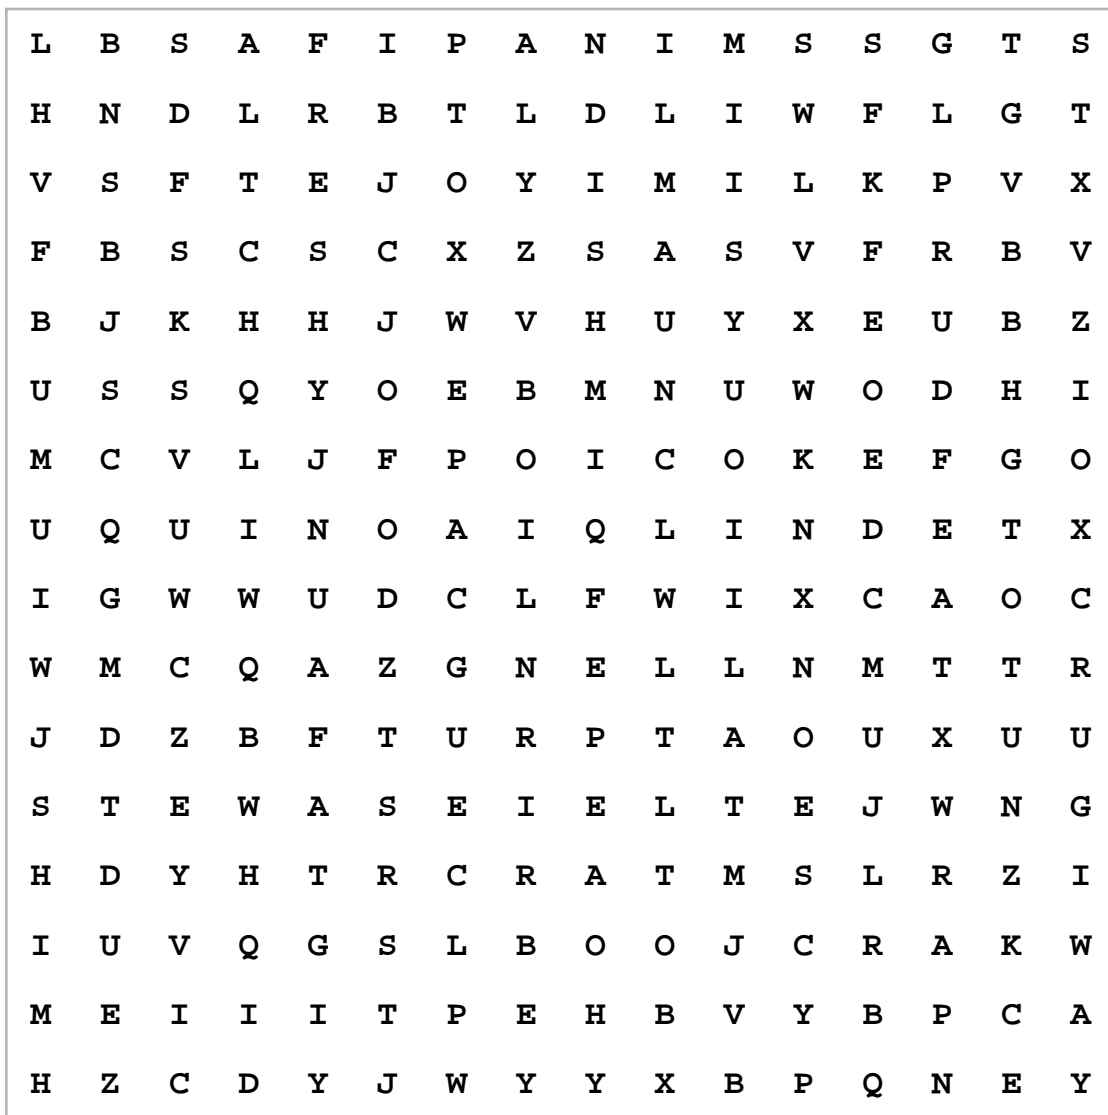 L B S A F I P A N I M S S G T S
H N D L R B T L D L I W F L G T
V S F T E J O Y I M I L K P V X
F B S C S C X Z S A S V F R B V
B J K H H J W V H U Y X E U B Z
U S S Q Y O E B M N U W O D H I
M C V L J F P O I C O K E F G O
U Q U I N O A I Q L I N D E T X
I G W W U D C L F W I X C A O C
W M C Q A Z G N E L L N M T T R
J D Z B F T U R P T A O U X U U
S T E W A S E I E L T E J W N G
H D Y H T R C R A T M S L R Z I
I U V Q G S L B O O J C R A K W
M E I I I T P E H B V Y B P C A
H Z C D Y J W Y Y X B P Q N E Y